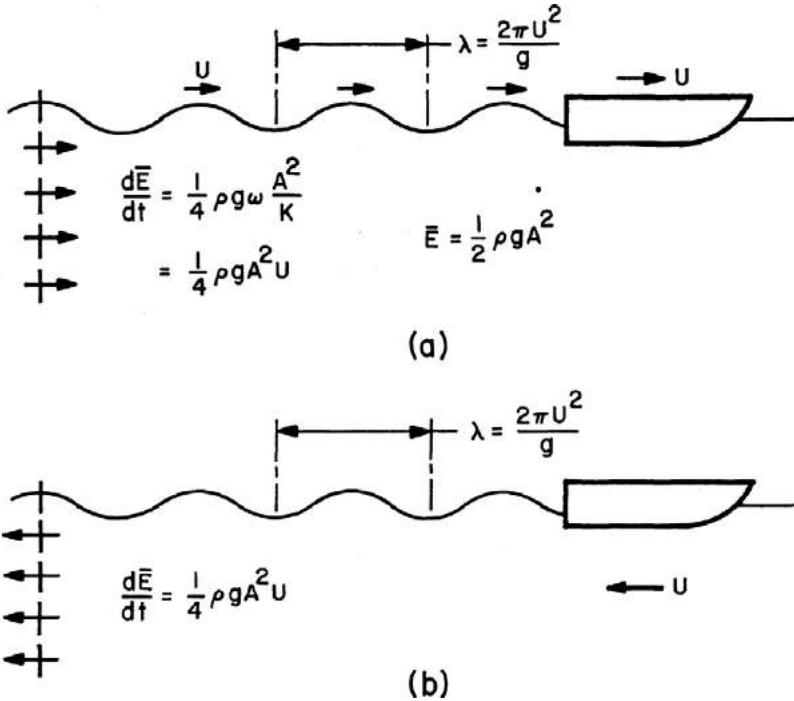 λ = 2πU²/g
U
U
dĒ/dt = 1/4 ρgω A²/K
= 1/4 ρgA²U
Ē = 1/2 ρgA²
(a)
λ = 2πU²/g
dĒ/dt = 1/4 ρgA²U
U
(b)